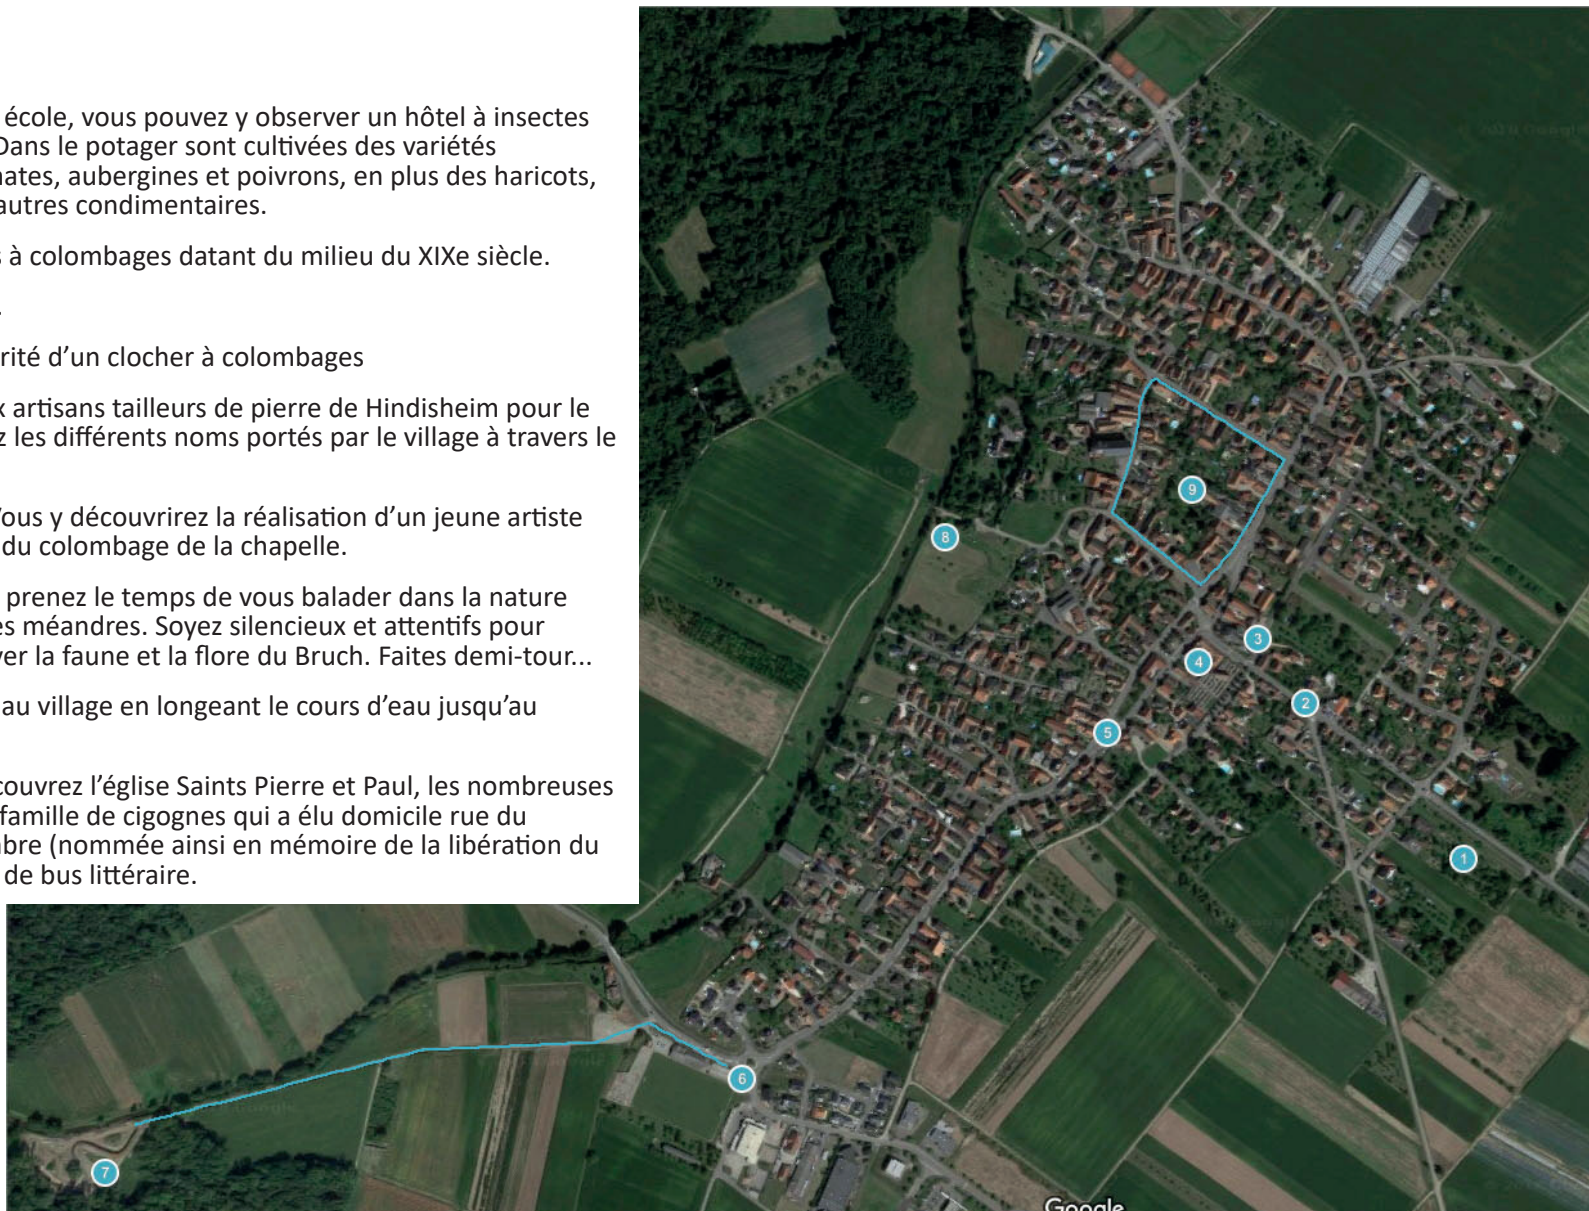 école, vous pouvez y observer un hôtel à insectes
Dans le potager sont cultivées des variétés
nates, aubergines et poivrons, en plus des haricots,
autres condimentaires.
s à colombages datant du milieu du XIXe siècle.
.
rité d’un clocher à colombages
x artisans tailleurs de pierre de Hindisheim pour le
z les différents noms portés par le village à travers le
Vous y découvrirez la réalisation d’un jeune artiste
du colombage de la chapelle.
prenez le temps de vous balader dans la nature
es méandres. Soyez silencieux et attentifs pour
ver la faune et la flore du Bruch. Faites demi-tour...
au village en longeant le cours d’eau jusqu’au
couvrez l’église Saints Pierre et Paul, les nombreuses
famille de cigognes qui a élu domicile rue du
bre (nommée ainsi en mémoire de la libération du
de bus littéraire.
9
8
3
4
2
5
1
6
7
Google